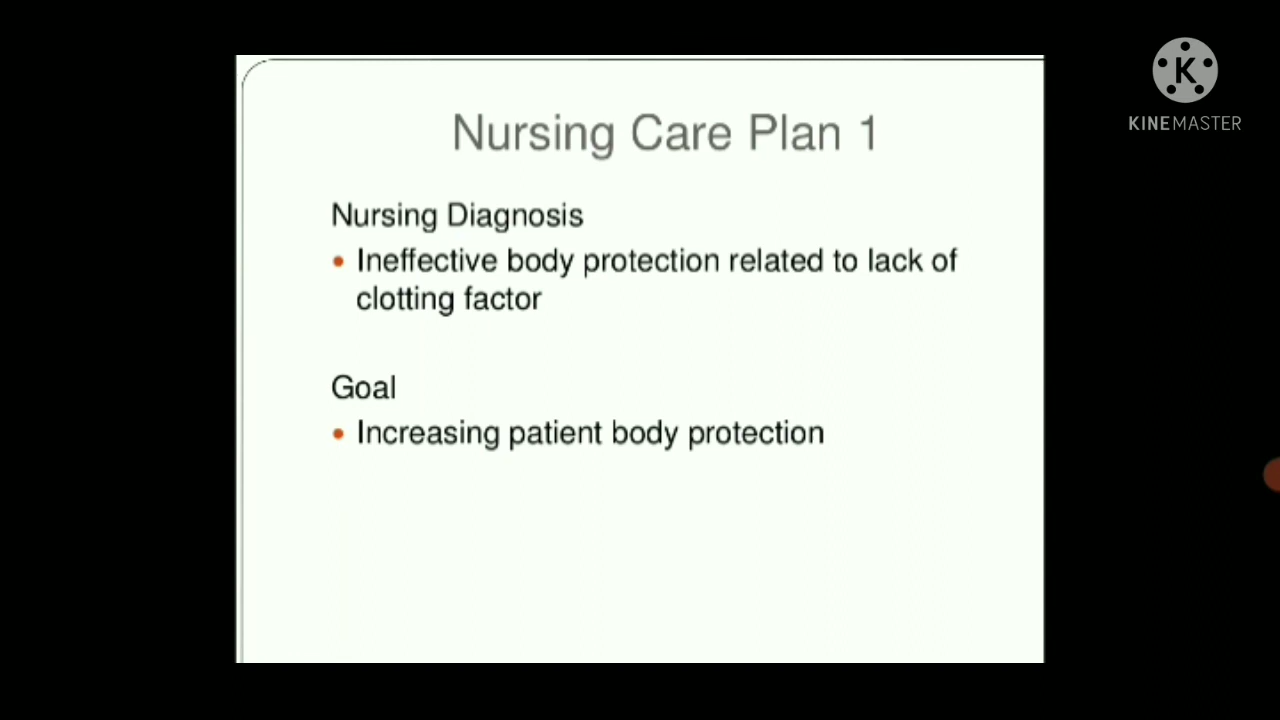 Nursing Care Plan 1
Nursing Diagnosis
• Ineffective body protection related to lack of
clotting factor
Goal
• Increasing patient body protection
K
KINEMASTER